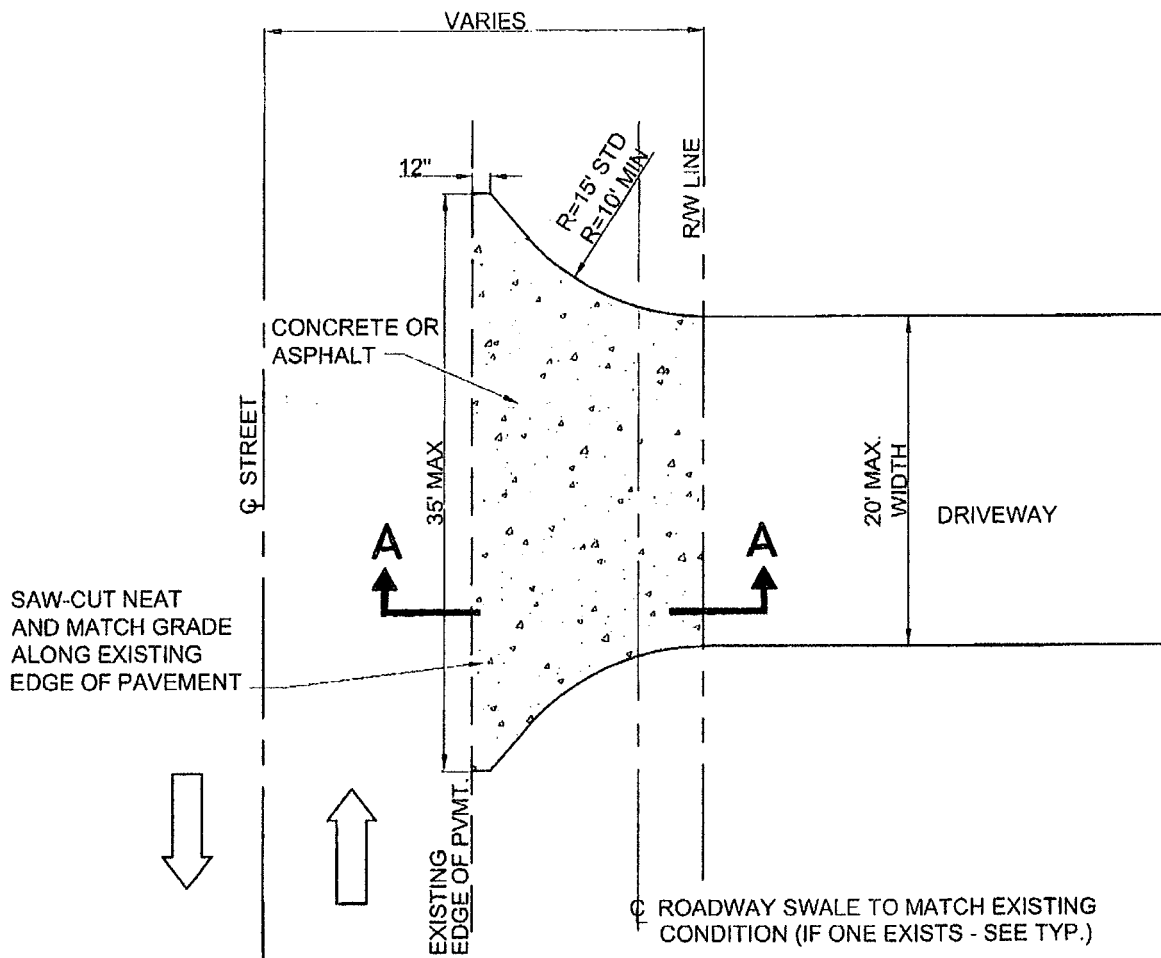 VARIES
12"
R=15' STD
R=10' MIN
R/W LINE
CONCRETE OR
ASPHALT
℄ STREET
35' MAX
20' MAX.
WIDTH
DRIVEWAY
A
A
SAW-CUT NEAT
AND MATCH GRADE
ALONG EXISTING
EDGE OF PAVEMENT
EXISTING
EDGE OF PVMT.
℄ ROADWAY SWALE TO MATCH EXISTING
CONDITION (IF ONE EXISTS - SEE TYP.)